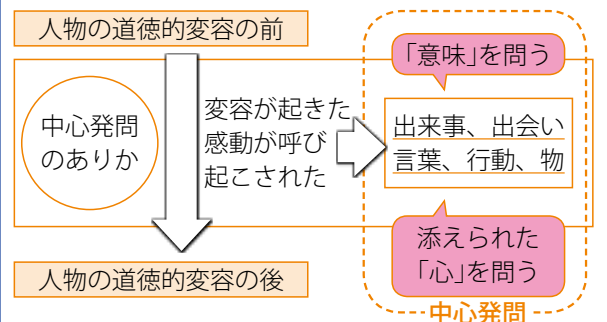 人物の道徳的変容の前
「意味」を問う
中心発問
のありか
変容が起きた
感動が呼び
起こされた
出来事、出会い
言葉、行動、物
添えられた
「心」を問う
人物の道徳的変容の後
中心発問